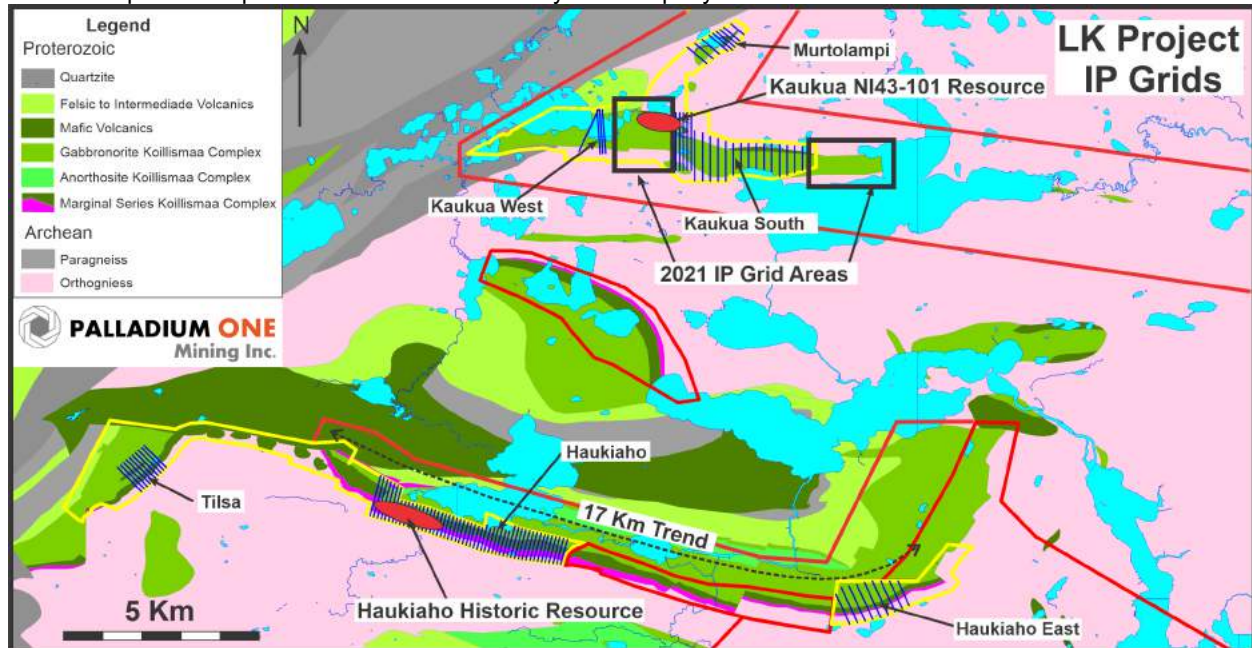 Legend
Proterozoic
Quartzite
Felsic to Intermediade Volcanics
Mafic Volcanics
Gabbronorite Koillismaa Complex
Anorthosite Koillismaa Complex
Marginal Series Koillismaa Complex
Archean
Paragneiss
Orthogniess
PALLADIUM ONE
Mining Inc.
N
LK Project
IP Grids
Murtolampi
Kaukua NI43-101 Resource
Kaukua West
Kaukua South
2021 IP Grid Areas
Haukiaho
Tilsa
17 Km Trend
Haukiaho Historic Resource
Haukiaho East
5 Km